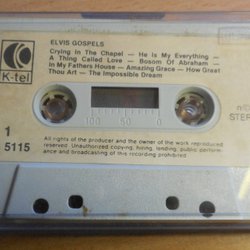 K
K-tel
ELVIS GOSPELS
Crying In The Chapel — He Is My Everything —
A Thing Called Love — Bosom Of Abraham —
In My Fathers House — Amazing Grace — How Great
Thou Art — The Impossible Dream
STER
1
5115
100 50 0
All rights of the producer and the owner of the work reproduced
reserved. Unauthorized copying, hiring, lending, public perform-
ance and broadcasting of this recording prohibited